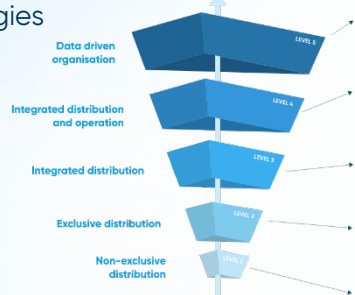 gies
Data driven
organisation
LEVEL 5
Integrated distribution
and operation
LEVEL 4
Integrated distribution
LEVEL 3
Exclusive distribution
LEVEL 2
Non-exclusive
distribution
LEVEL 1